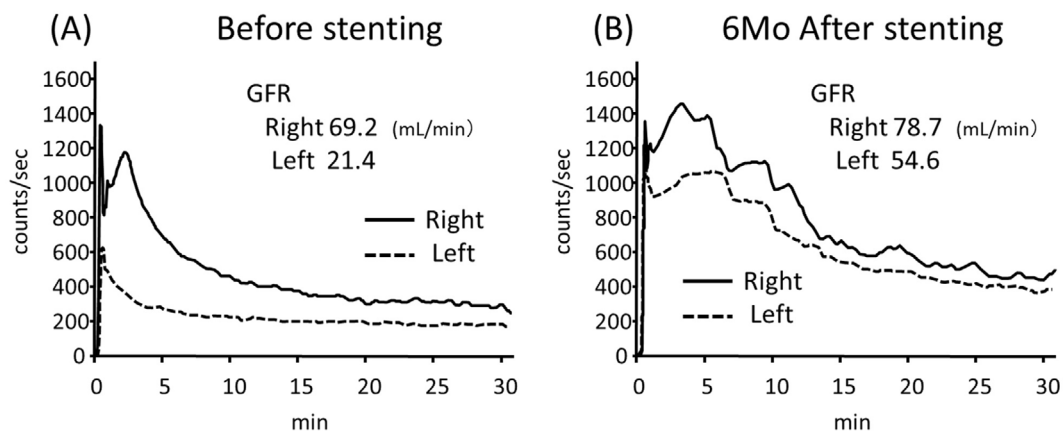 (A) Before stenting
1600
1400
1200
1000
800
600
400
200
0
counts/sec
GFR
Right 69.2 (mL/min)
Left 21.4
Right
Left
0 5 10 15 20 25 30
min
(B) 6Mo After stenting
1600
1400
1200
1000
800
600
400
200
0
counts/sec
GFR
Right 78.7 (mL/min)
Left 54.6
Right
Left
0 5 10 15 20 25 30
min